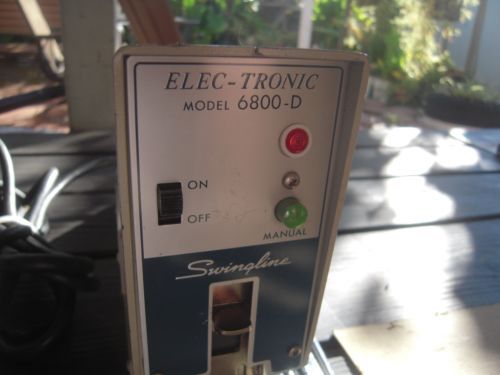 ELEC-TRONIC
MODEL 6800-D
ON
OFF
MANUAL
Swingline